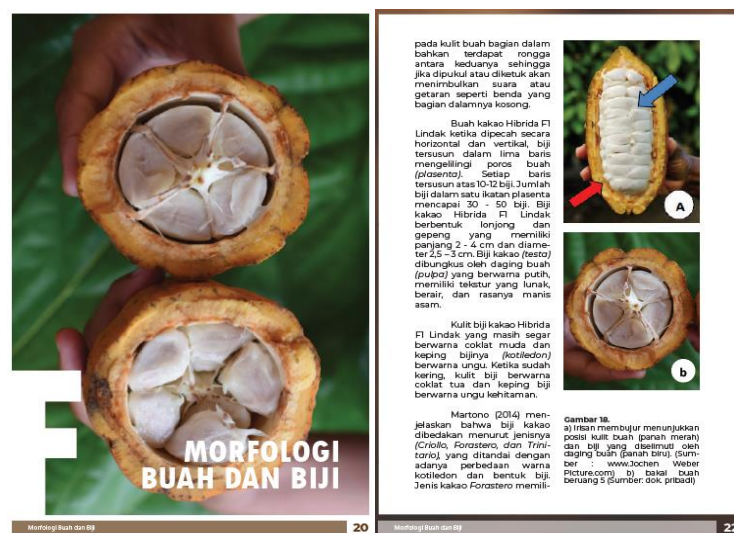 F
MORFOLOGI
BUAH DAN BIJI
Morfologi Buah dan Biji
20
pada kulit buah bagian dalam
bahkan terdapat rongga
antara keduanya sehingga
jika dipukul atau diketuk akan
menimbulkan suara atau
getaran seperti benda yang
bagian dalamnya kosong.
Buah kakao Hibrida F1
Lindak ketika dipecah secara
horizontal dan vertikal, biji
tersusun dalam lima baris
mengelilingi poros buah
(plasenta). Setiap baris
tersusun atas 10-12 biji. Jumlah
biji dalam satu ikatan plasenta
mencapai 30 - 50 biji. Biji
kakao Hibrida F1 Lindak
berbentuk lonjong dan
gepeng yang memiliki
panjang 2 - 4 cm dan diame-
ter 2,5 – 3 cm. Biji kakao (testa)
dibungkus oleh daging buah
(pulpa) yang berwarna putih,
memiliki tekstur yang lunak,
berair, dan rasanya manis
asam.
Kulit biji kakao Hibrida
F1 Lindak yang masih segar
berwarna coklat muda dan
keping bijinya (kotiledon)
berwarna ungu. Ketika sudah
kering, kulit biji berwarna
coklat tua dan keping biji
berwarna ungu kehitaman.
Martono (2014) men-
jelaskan bahwa biji kakao
dibedakan menurut jenisnya
(Criollo, Forastero, dan Trini-
tario), yang ditandai dengan
adanya perbedaan warna
kotiledon dan bentuk biji.
Jenis kakao Forastero memili-
A
b
Gambar 18.
a) Irisan membujur menunjukkan
posisi kulit buah (panah merah)
dan biji yang diselimuti oleh
daging buah (panah biru). (Sum-
ber : www.Jochen Weber
Picture.com) b) bakal buah
beruang 5 (Sumber: dok. pribadi)
Morfologi Buah dan Biji
22